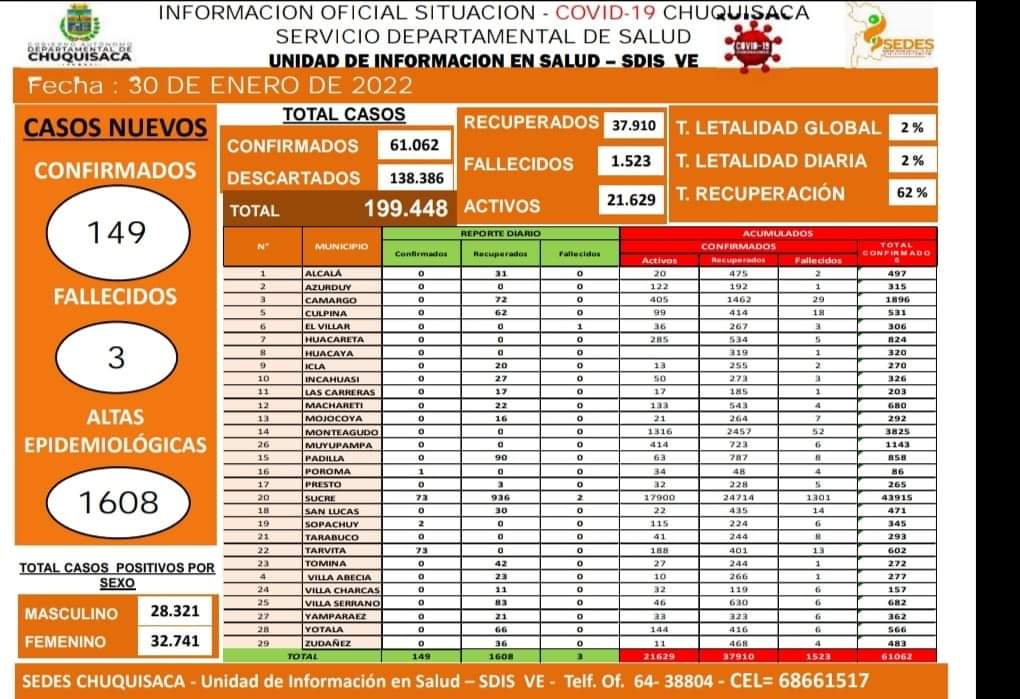 INFORMACION OFICIAL SITUACION - COVID-19 CHUQUISACA
SERVICIO DEPARTAMENTAL DE SALUD
UNIDAD DE INFORMACION EN SALUD – SDIS VE
GOBIERNO AUTÓNOMO
DEPARTAMENTAL DE
CHUQUISACA
COVID-19
SEDES
Fecha : 30 DE ENERO DE 2022
CASOS NUEVOS
CONFIRMADOS
149
FALLECIDOS
3
ALTAS
EPIDEMIOLÓGICAS
1608
TOTAL CASOS POSITIVOS POR
SEXO
MASCULINO 28.321
FEMENINO 32.741
TOTAL CASOS
CONFIRMADOS 61.062
DESCARTADOS 138.386
TOTAL 199.448
RECUPERADOS 37.910
FALLECIDOS 1.523
ACTIVOS 21.629
T. LETALIDAD GLOBAL 2 %
T. LETALIDAD DIARIA 2 %
T. RECUPERACIÓN 62 %
REPORTE DIARIO ACUMULADOS
N° MUNICIPIO Confirmados Recuperados Fallecidos CONFIRMADOS TOTAL CONFIRMADOS
Activos Recuperados Fallecidos
1 ALCALÁ 0 31 0 20 475 2 497
2 AZURDUY 0 0 0 122 192 1 315
3 CAMARGO 0 72 0 405 1462 29 1896
5 CULPINA 0 62 0 99 414 18 531
6 EL VILLAR 0 0 1 36 267 3 306
7 HUACARETA 0 0 0 285 534 5 824
8 HUACAYA 0 0 0 319 1 320
9 ICLA 0 20 0 13 255 2 270
10 INCAHUASI 0 27 0 50 273 3 326
11 LAS CARRERAS 0 17 0 17 185 1 203
12 MACHARETI 0 22 0 133 543 4 680
13 MOJOCOYA 0 16 0 21 264 7 292
14 MONTEAGUDO 0 0 0 1316 2457 52 3825
26 MUYUPAMPA 0 0 0 414 723 6 1143
15 PADILLA 0 90 0 63 787 8 858
16 POROMA 1 0 0 34 48 4 86
17 PRESTO 0 3 0 32 228 5 265
20 SUCRE 73 936 2 17900 24714 1301 43915
18 SAN LUCAS 0 30 0 22 435 14 471
19 SOPACHUY 2 0 0 115 224 6 345
21 TARABUCO 0 0 0 41 244 8 293
22 TARVITA 73 0 0 188 401 13 602
23 TOMINA 0 42 0 27 244 1 272
4 VILLA ABECIA 0 23 0 10 266 1 277
24 VILLA CHARCAS 0 11 0 32 119 6 157
25 VILLA SERRANO 0 83 0 46 630 6 682
27 YAMPARAEZ 0 21 0 33 323 6 362
28 YOTALA 0 66 0 144 416 6 566
29 ZUDAÑEZ 0 36 0 11 468 4 483
TOTAL 149 1608 3 21629 37910 1523 61062
SEDES CHUQUISACA - Unidad de Información en Salud – SDIS VE - Telf. Of. 64- 38804 - CEL= 68661517